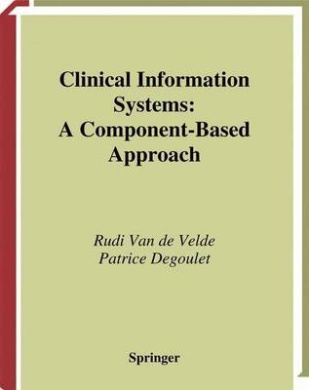 Clinical Information
Systems:
A Component-Based
Approach
Rudi Van de Velde
Patrice Degoulet
Springer